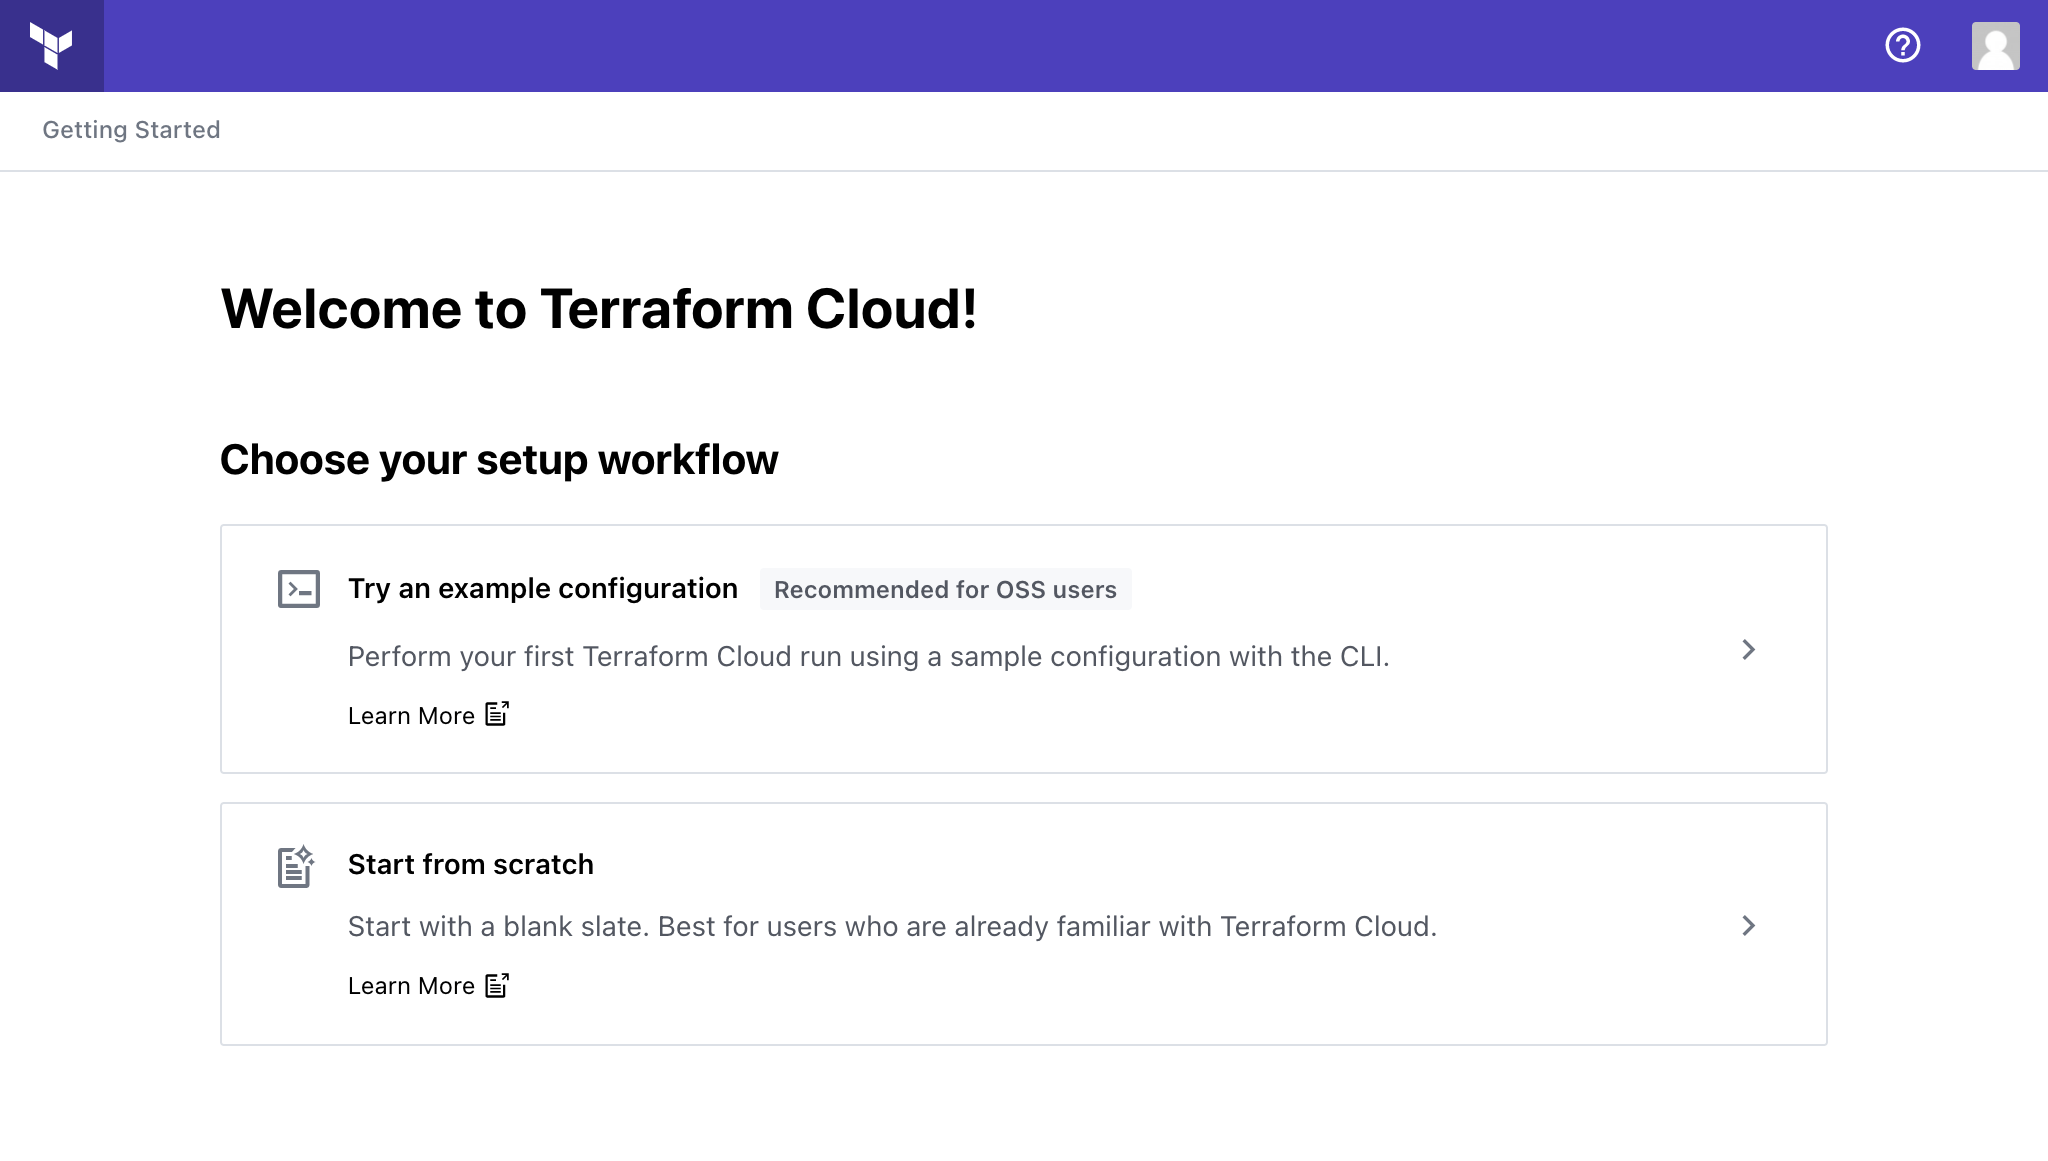 Getting Started
Welcome to Terraform Cloud!
Choose your setup workflow
Try an example configuration Recommended for OSS users
Perform your first Terraform Cloud run using a sample configuration with the CLI.
Learn More
Start from scratch
Start with a blank slate. Best for users who are already familiar with Terraform Cloud.
Learn More